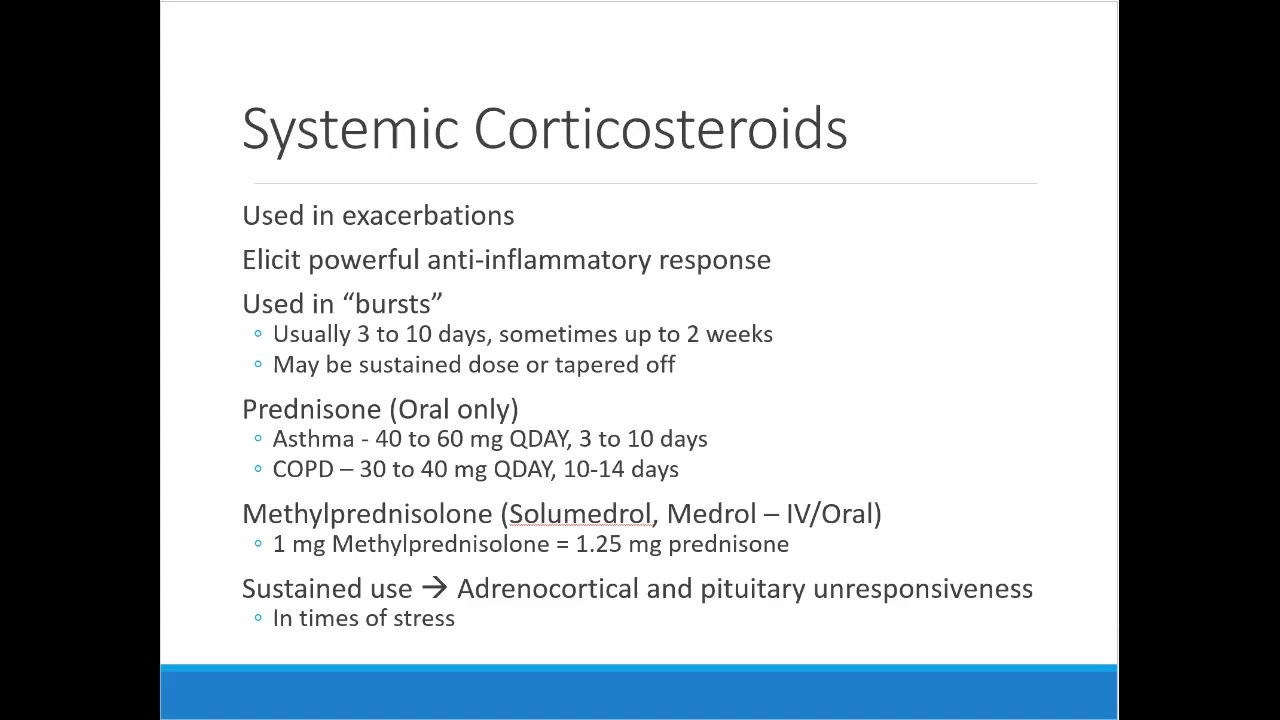 Systemic Corticosteroids
Used in exacerbations
Elicit powerful anti-inflammatory response
Used in “bursts”
◦ Usually 3 to 10 days, sometimes up to 2 weeks
◦ May be sustained dose or tapered off
Prednisone (Oral only)
◦ Asthma - 40 to 60 mg QDAY, 3 to 10 days
◦ COPD – 30 to 40 mg QDAY, 10-14 days
Methylprednisolone (Solumedrol, Medrol – IV/Oral)
◦ 1 mg Methylprednisolone = 1.25 mg prednisone
Sustained use → Adrenocortical and pituitary unresponsiveness
◦ In times of stress